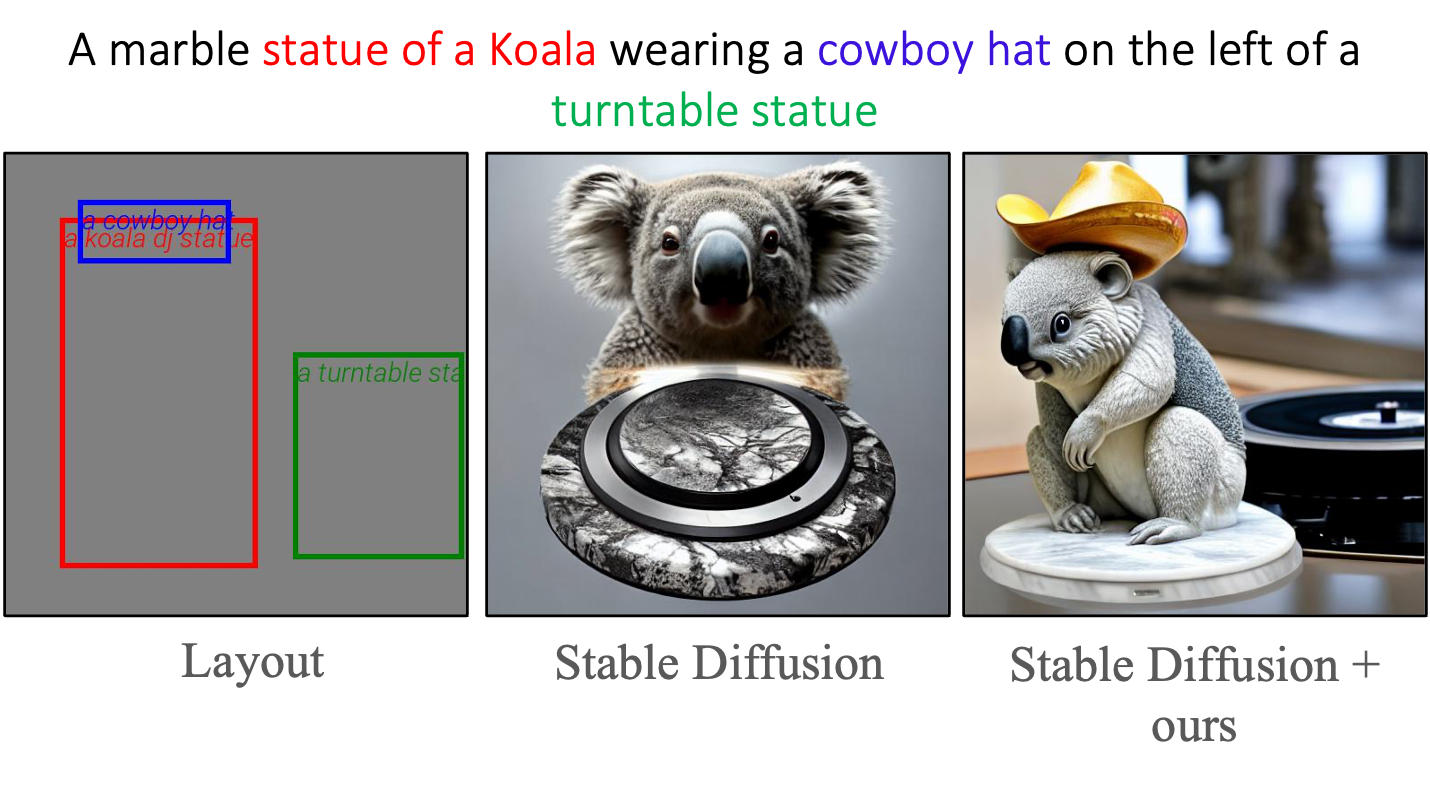 A marble statue of a Koala wearing a cowboy hat on the left of a
turntable statue
a cowboy hat
a koala dj statue
a turntable sta
Layout
Stable Diffusion
Stable Diffusion +
ours